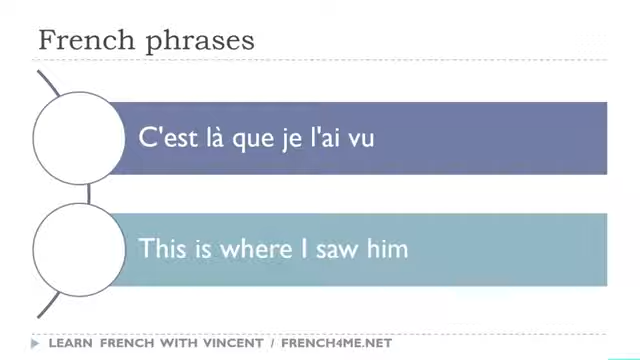 French phrases
C'est là que je l'ai vu
This is where I saw him
LEARN FRENCH WITH VINCENT / FRENCH4ME.NET